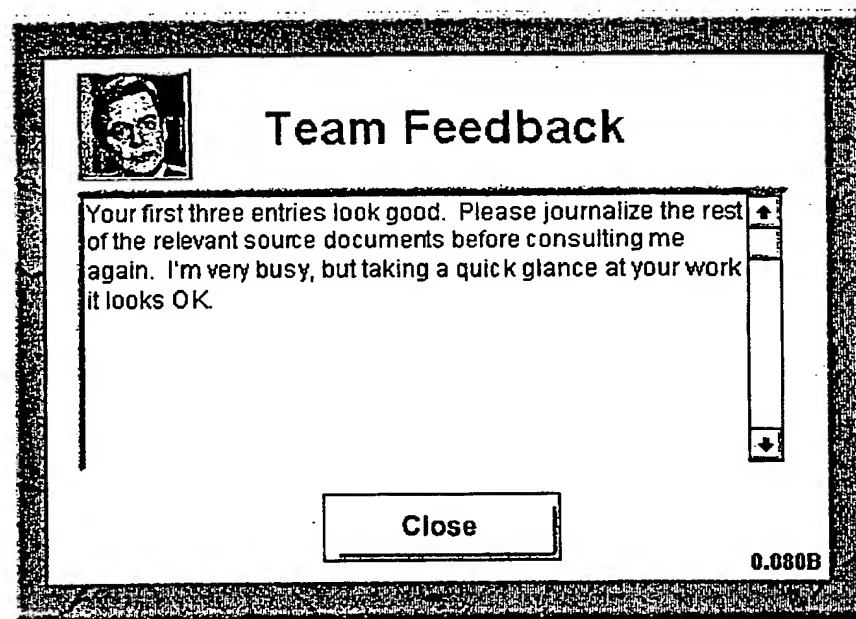 Team Feedback
Your first three entries look good. Please journalize the rest
of the relevant source documents before consulting me
again. I'm very busy, but taking a quick glance at your work
it looks OK.
Close
0.080B